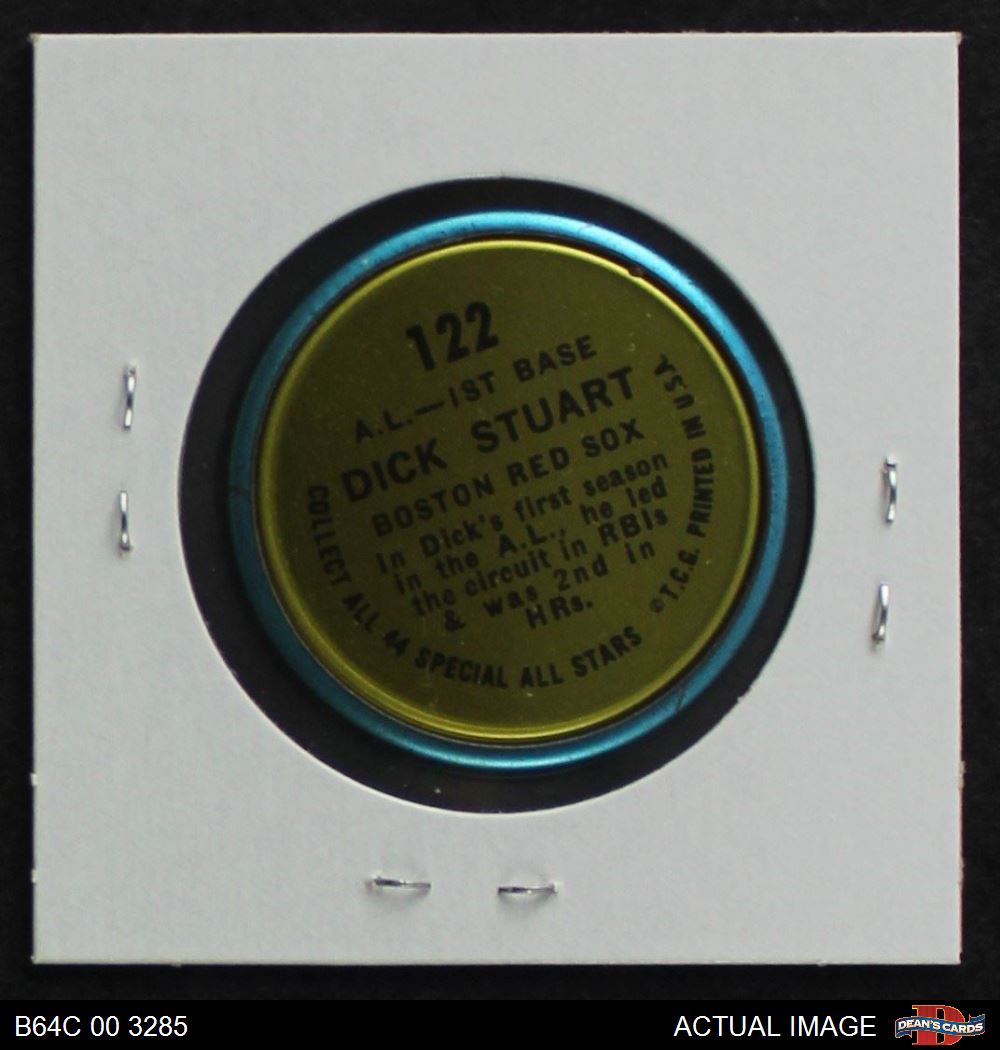 122
A.L.—1ST BASE
DICK STUART
BOSTON RED SOX
In Dick's first season
in the A.L., he led
the circuit in RBIs
& was 2nd in
HRs.
COLLECT ALL 44 SPECIAL ALL STARS
©T.C.G. PRINTED IN U.S.A.
B64C 00 3285
ACTUAL IMAGE
D
DEAN'S CARDS